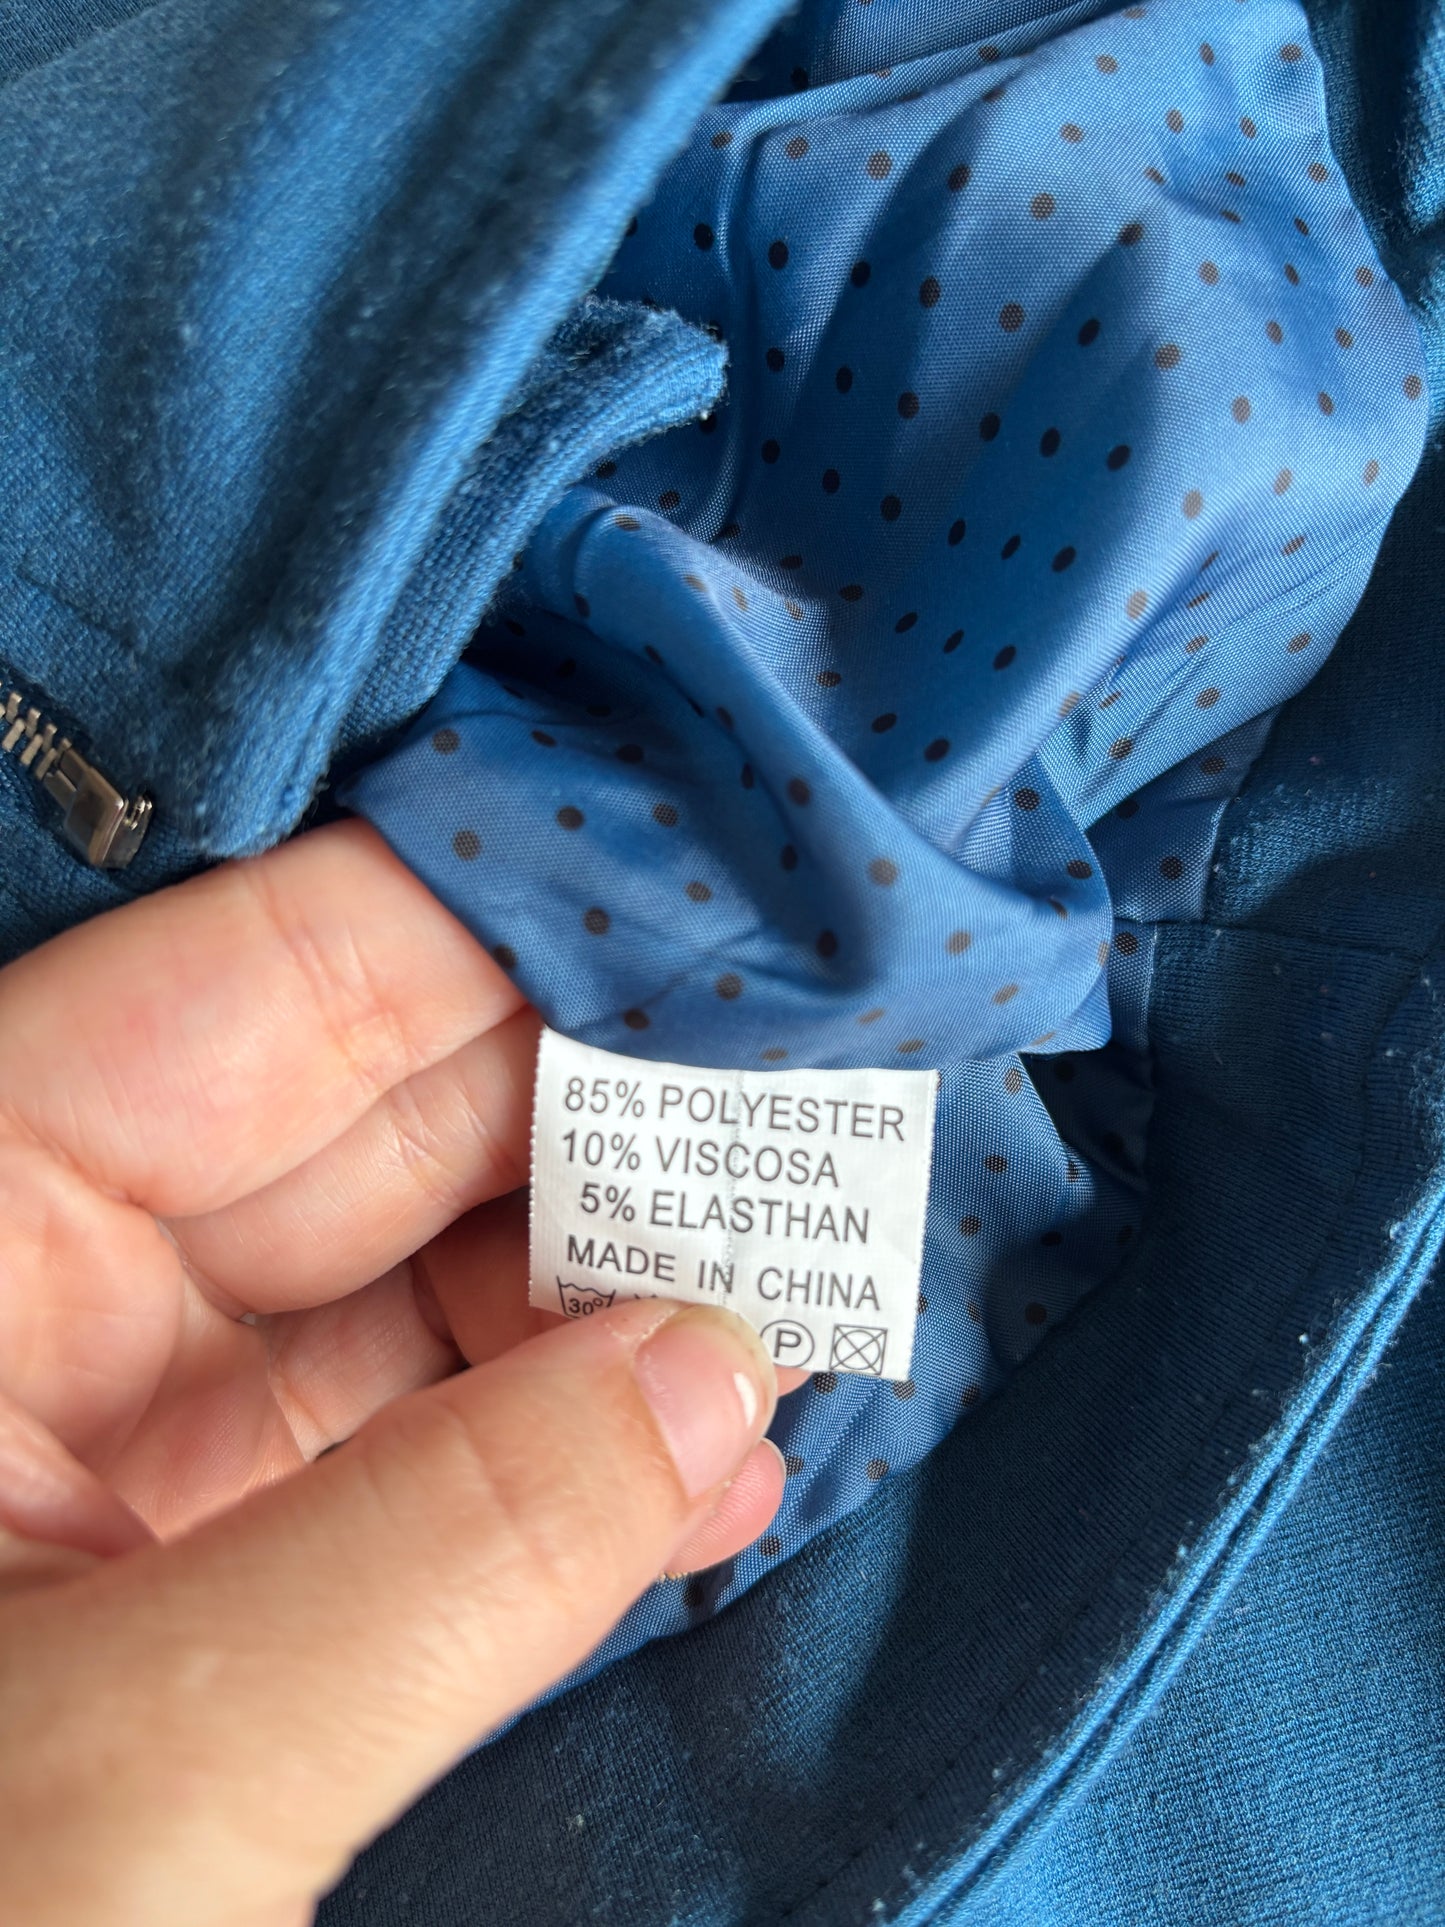 85% POLYESTER
10% VISCOSA
5% ELASTHAN
MADE IN CHINA
30°
P